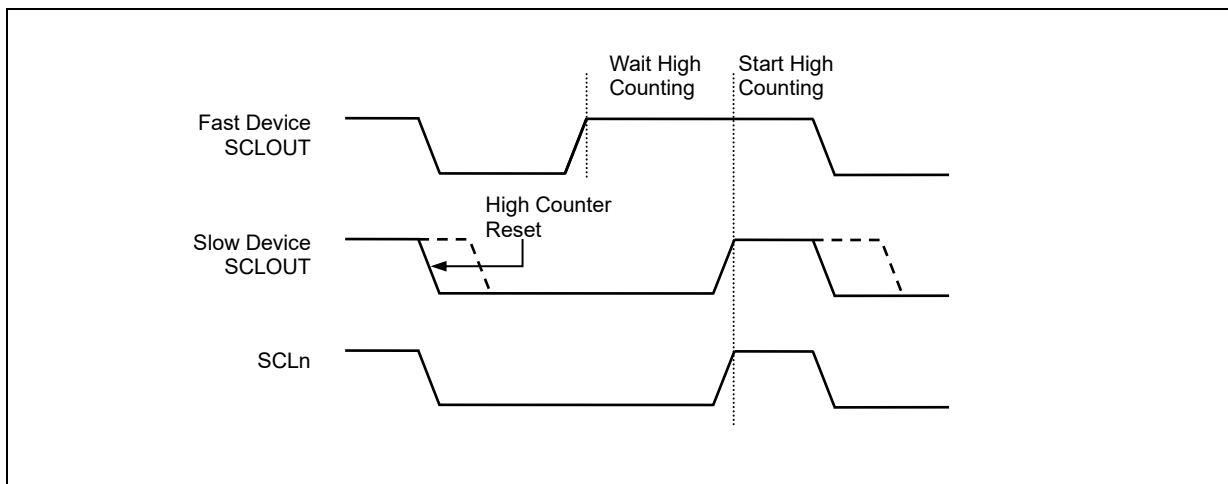 Wait High
Counting
Start High
Counting
Fast Device
SCLOUT
High Counter
Reset
Slow Device
SCLOUT
SCLn